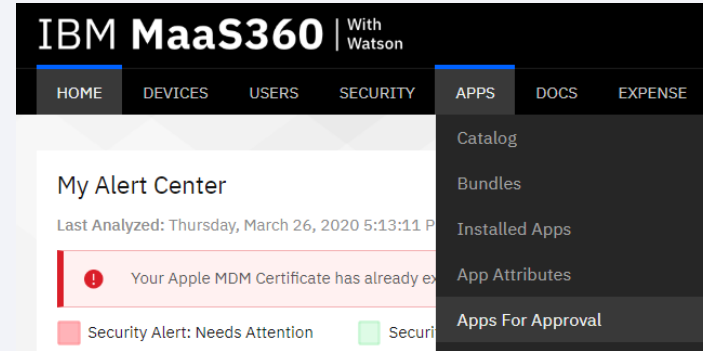 IBM MaaS360 | With Watson
HOME DEVICES USERS SECURITY APPS DOCS EXPENSE
Catalog
My Alert Center
Bundles
Last Analyzed: Thursday, March 26, 2020 5:13:11 P
Installed Apps
Your Apple MDM Certificate has already ex
App Attributes
Apps For Approval
Security Alert: Needs Attention
Securi